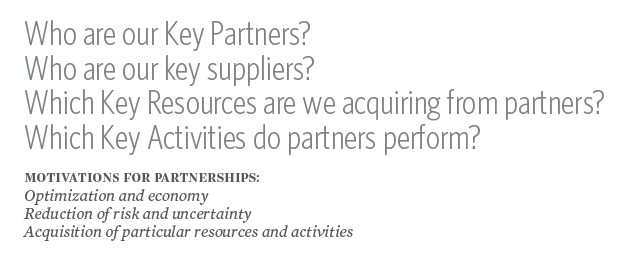 Who are our Key Partners?
Who are our key suppliers?
Which Key Resources are we acquiring from partners?
Which Key Activities do partners perform?
MOTIVATIONS FOR PARTNERSHIPS:
Optimization and economy
Reduction of risk and uncertainty
Acquisition of particular resources and activities